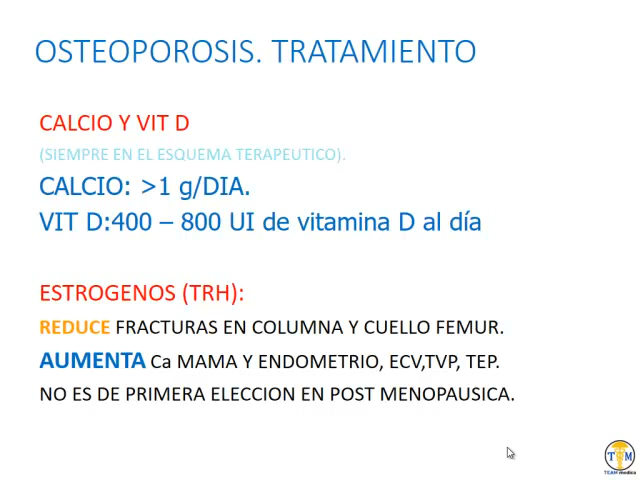 OSTEOPOROSIS. TRATAMIENTO
CALCIO Y VIT D
(SIEMPRE EN EL ESQUEMA TERAPEUTICO).
CALCIO: >1 g/DIA.
VIT D:400 – 800 UI de vitamina D al día
ESTROGENOS (TRH):
REDUCE FRACTURAS EN COLUMNA Y CUELLO FEMUR.
AUMENTA Ca MAMA Y ENDOMETRIO, ECV,TVP, TEP.
NO ES DE PRIMERA ELECCION EN POST MENOPAUSICA.
T M
TEAM medico